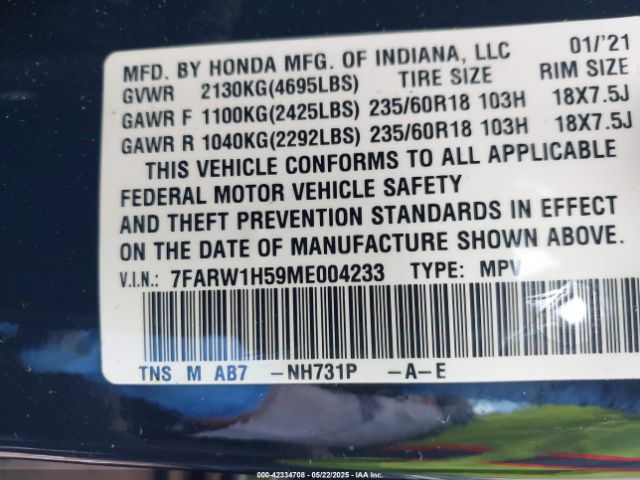 MFD. BY HONDA MFG. OF INDIANA, LLC 01/'21
GVWR 2130KG(4695LBS) TIRE SIZE RIM SIZE
GAWR F 1100KG(2425LBS) 235/60R18 103H 18X7.5J
GAWR R 1040KG(2292LBS) 235/60R18 103H 18X7.5J
THIS VEHICLE CONFORMS TO ALL APPLICABLE
FEDERAL MOTOR VEHICLE SAFETY
AND THEFT PREVENTION STANDARDS IN EFFECT
ON THE DATE OF MANUFACTURE SHOWN ABOVE.
V.I.N.: 7FARW1H59ME004233 TYPE: MPV
TNS M AB7 -NH731P -A-E
000-42334708 - 05/22/2025 - IAA Inc.